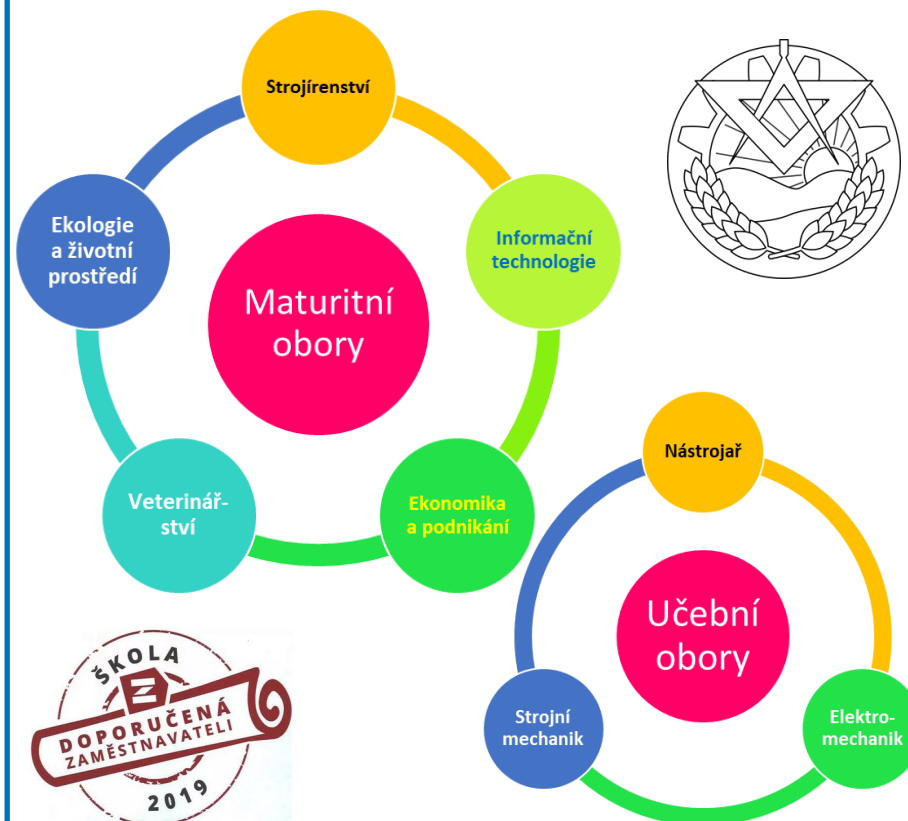 Strojírenství
Ekologie
a životní
prostředí
Informační
technologie
Maturitní
obory
Veterinář-
ství
Ekonomika
a podnikání
Nástrojař
Učební
obory
Strojní
mechanik
Elektro-
mechanik
ŠKOLA
DOPORUČENÁ
ZAMĚSTNAVATELI
2019